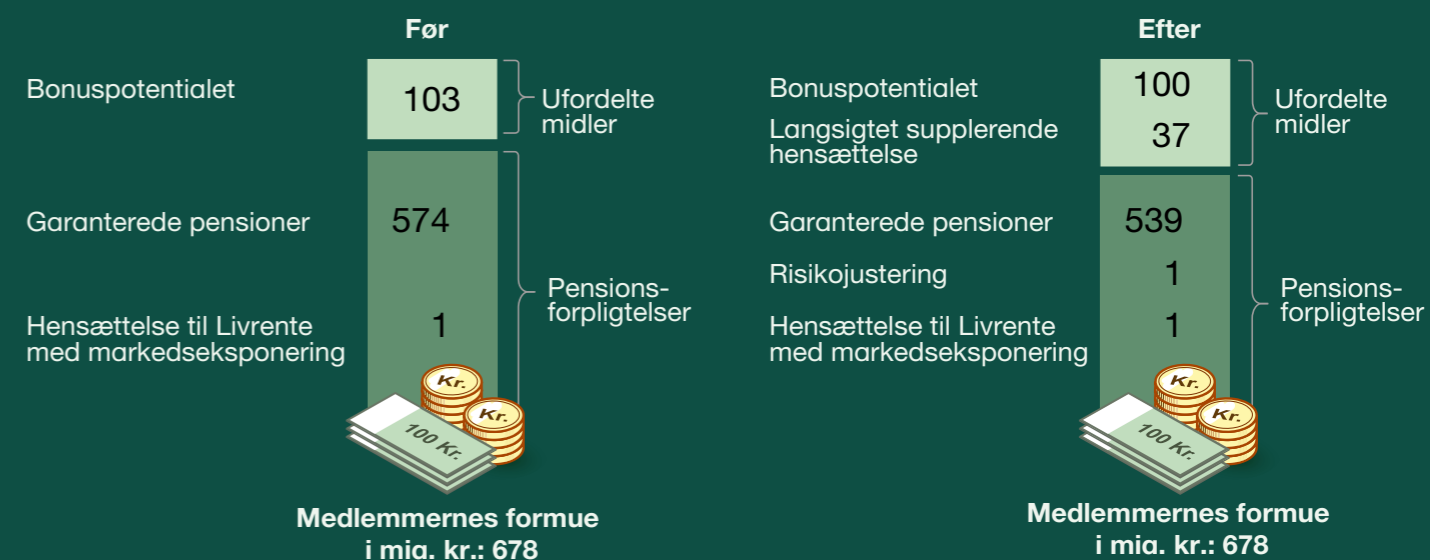 Før
Bonuspotentialet
103
Ufordelte
midler
Garanterede pensioner
574
Pensions-
forpligtelser
Hensættelse til Livrente
med markedseksponering
1
Kr.
Kr.
100 Kr.
Medlemmernes formue
i mia. kr.: 678
Efter
Bonuspotentialet
100
Langsigtet supplerende
hensættelse
37
Ufordelte
midler
Garanterede pensioner
539
Risikojustering
1
Pensions-
forpligtelser
Hensættelse til Livrente
med markedseksponering
1
Kr.
Kr.
100 Kr.
Medlemmernes formue
i mia. kr.: 678